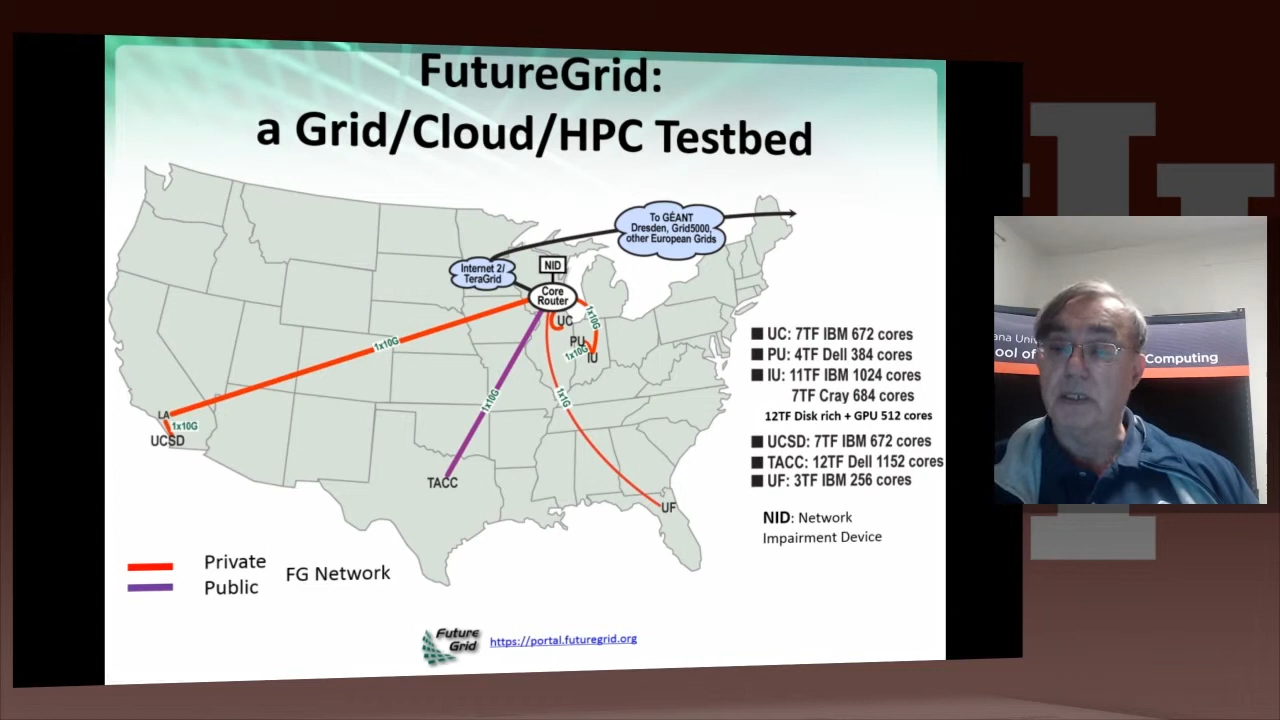 FutureGrid:
a Grid/Cloud/HPC Testbed
To GÉANT
Dresden, Grid5000,
other European Grids
Internet 2/
TeraGrid
NID
Core
Router
1x10G
UC
PU
1x10G
IU
1x10G
1x10G
1x1G
LA
1x10G
UCSD
TACC
UF
■ UC: 7TF IBM 672 cores
■ PU: 4TF Dell 384 cores
■ IU: 11TF IBM 1024 cores
7TF Cray 684 cores
12TF Disk rich + GPU 512 cores
■ UCSD: 7TF IBM 672 cores
■ TACC: 12TF Dell 1152 cores
■ UF: 3TF IBM 256 cores
NID: Network
Impairment Device
Private
Public
FG Network
Future
Grid
https://portal.futuregrid.org
Computing